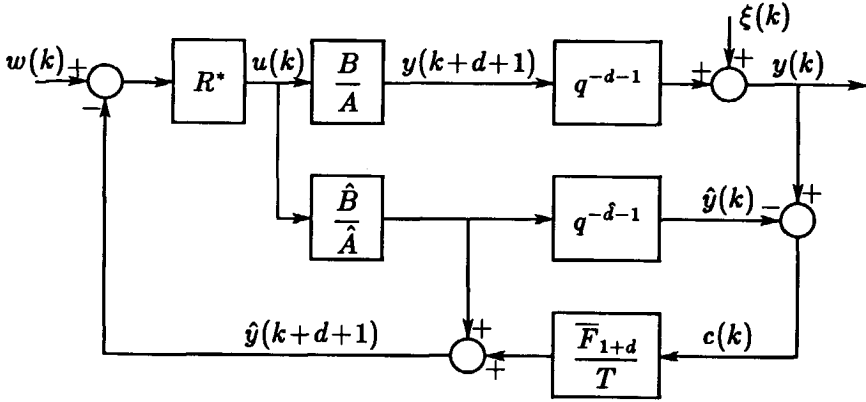 ξ(k)
w(k) + − R* u(k) B/A y(k+d+1) q^{-d-1} + + y(k)
B̂/Â q^{-d̂-1} ŷ(k) − +
ŷ(k+d+1) + + F̅_{1+d}/T c(k)